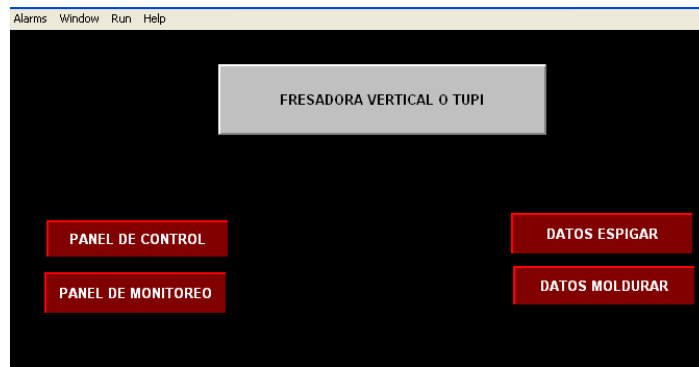 Alarms Window Run Help
FRESADORA VERTICAL O TUPI
PANEL DE CONTROL
DATOS ESPIGAR
PANEL DE MONITOREO
DATOS MOLDURAR